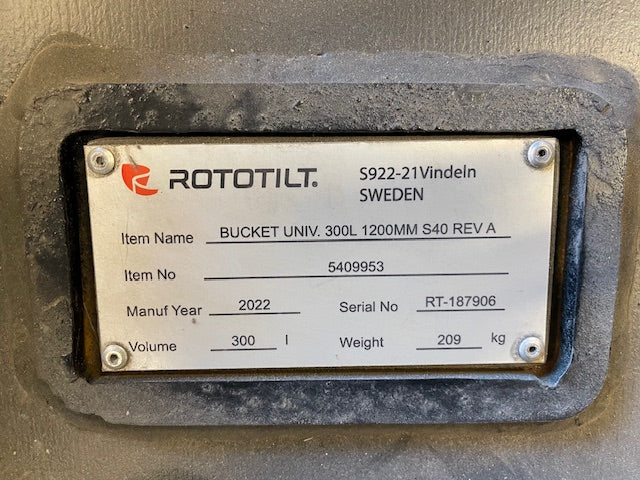 ROTOTILT. S922-21Vindeln
SWEDEN
Item Name BUCKET UNIV. 300L 1200MM S40 REV A
Item No 5409953
Manuf Year 2022 Serial No RT-187906
Volume 300 l Weight 209 kg